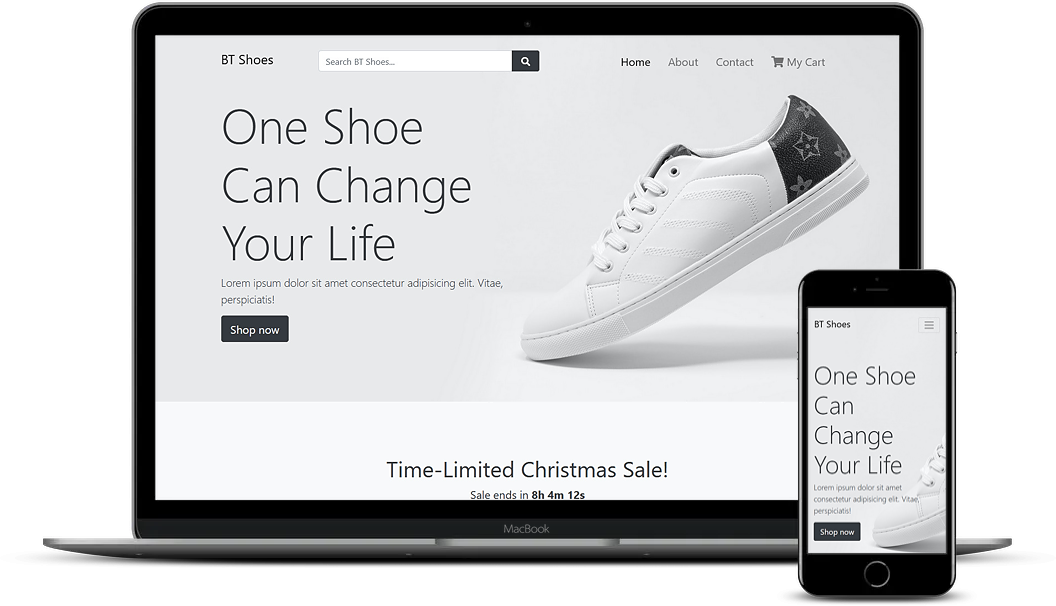 BT Shoes
Search BT Shoes...
Home About Contact My Cart
One Shoe
Can Change
Your Life
Lorem ipsum dolor sit amet consectetur adipisicing elit. Vitae,
perspiciatis!
Shop now
Time-Limited Christmas Sale!
Sale ends in 8h 4m 12s
MacBook
BT Shoes
One Shoe
Can
Change
Your Life
Lorem ipsum dolor sit amet
consectetur adipisicing elit. Vitae,
perspiciatis!
Shop now